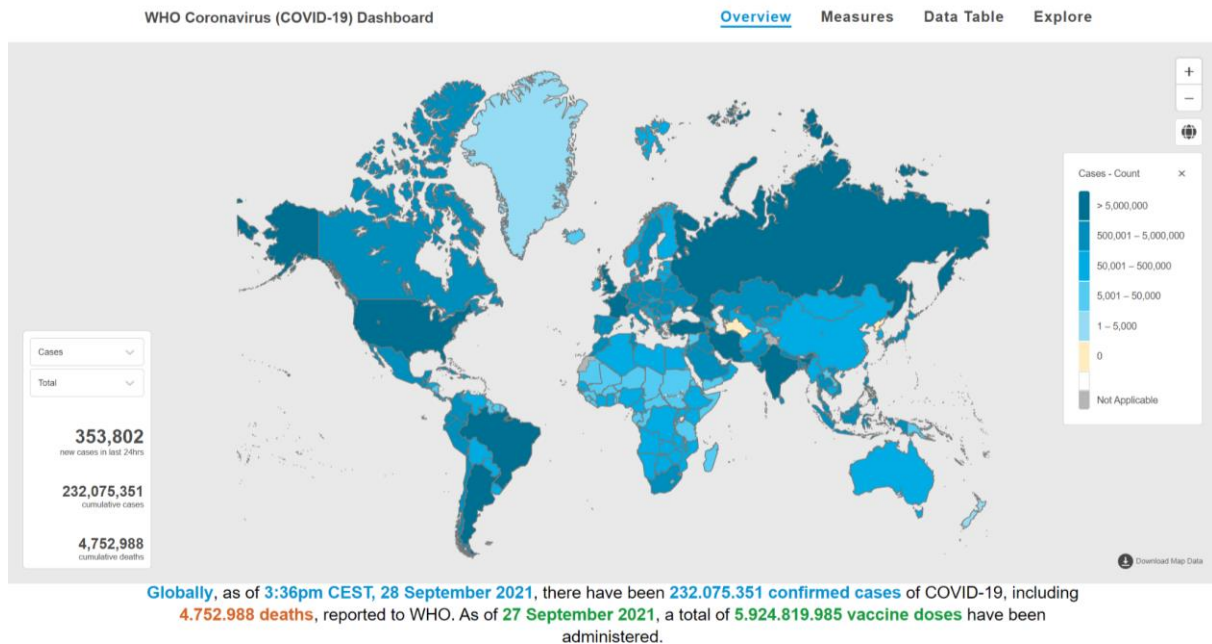 WHO Coronavirus (COVID-19) Dashboard
Overview Measures Data Table Explore
+
−
Cases - Count ×
> 5,000,000
500,001 – 5,000,000
50,001 – 500,000
5,001 – 50,000
1 – 5,000
0
Not Applicable
Cases
Total
353,802
new cases in last 24hrs
232,075,351
cumulative cases
4,752,988
cumulative deaths
Download Map Data
Globally, as of 3:36pm CEST, 28 September 2021, there have been 232.075.351 confirmed cases of COVID-19, including
4.752.988 deaths, reported to WHO. As of 27 September 2021, a total of 5.924.819.985 vaccine doses have been
administered.